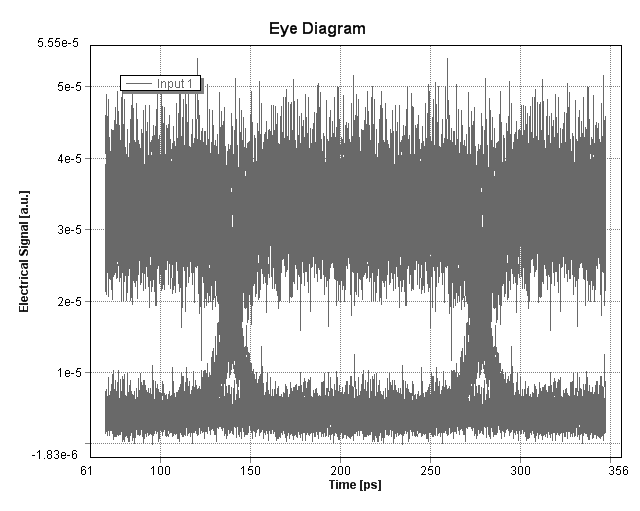 Eye Diagram
5.55e-5
Input 1
5e-5
4e-5
3e-5
2e-5
1e-5
-1.83e-6
Electrical Signal [a.u.]
61 100 150 200 250 300 356
Time [ps]